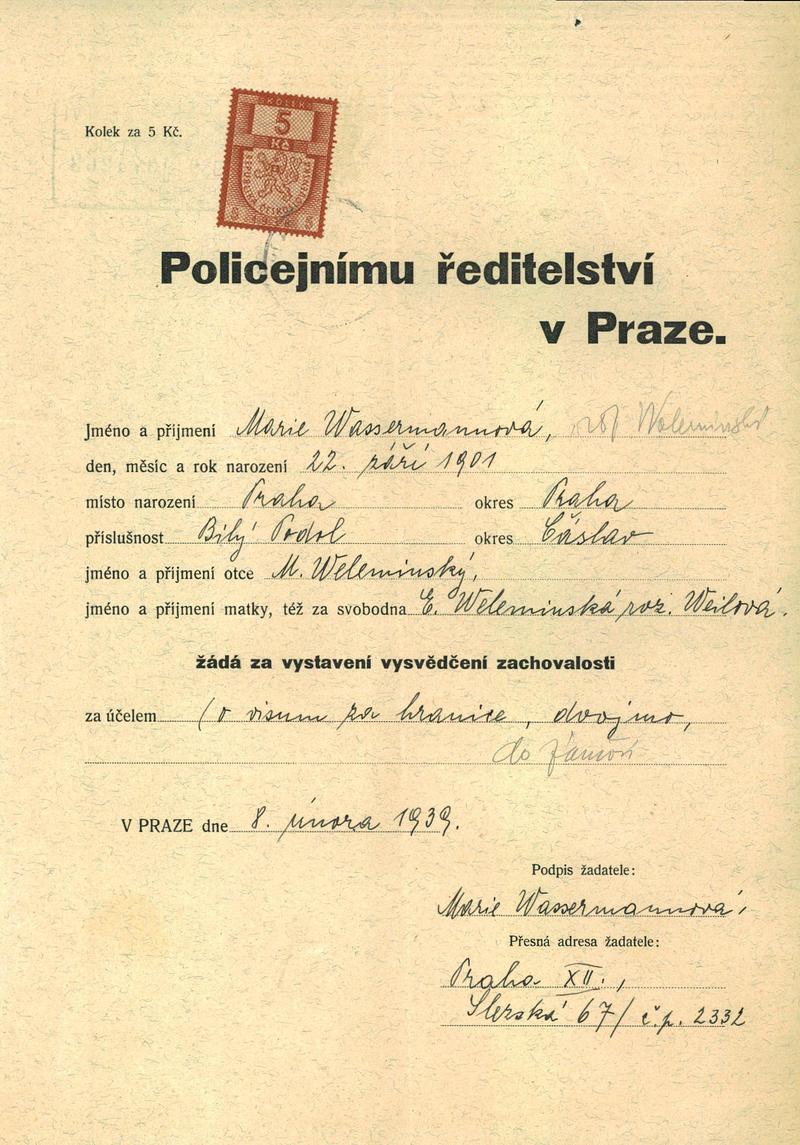 KOLEK
5
Kč
Kolek za 5 Kč.
Policejnímu ředitelství
v Praze.
Jméno a příjmení Marie Wassermannová, roz. Weleminská
den, měsíc a rok narození 22. září 1901
místo narození Praha okres Praha
příslušnost Bílý Podol okres Čáslav
jméno a příjmení otce M. Weleminský,
jméno a příjmení matky, též za svobodna E. Weleminská roz. Weilová.
žádá za vystavení vysvědčení zachovalosti
za účelem (o visum za hranice, dvojmo,
do
V PRAZE dne 8. února 1939.
Podpis žadatele:
Marie Wassermannová,
Přesná adresa žadatele:
Praha XII.,
Slezská 67/ č.p. 2332